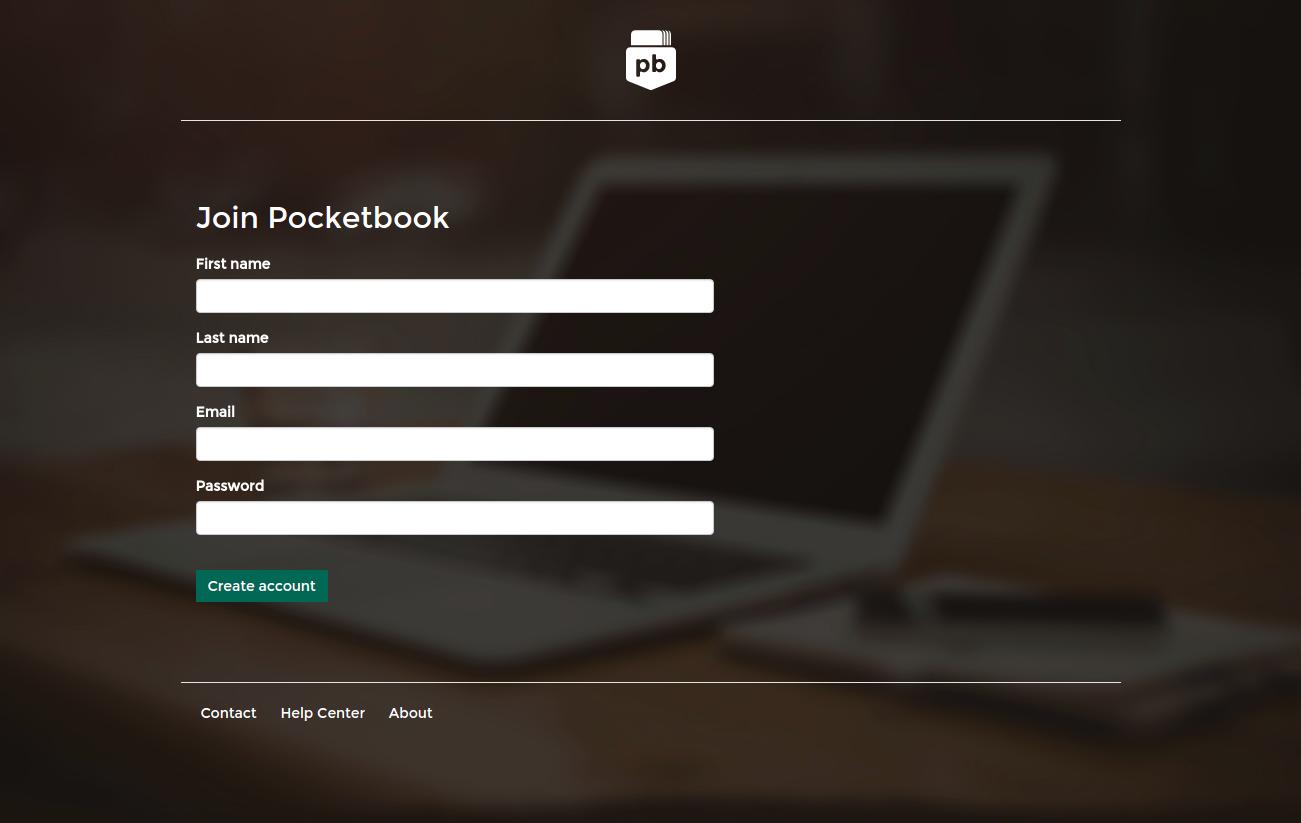 pb
Join Pocketbook
First name
Last name
Email
Password
Create account
Contact Help Center About